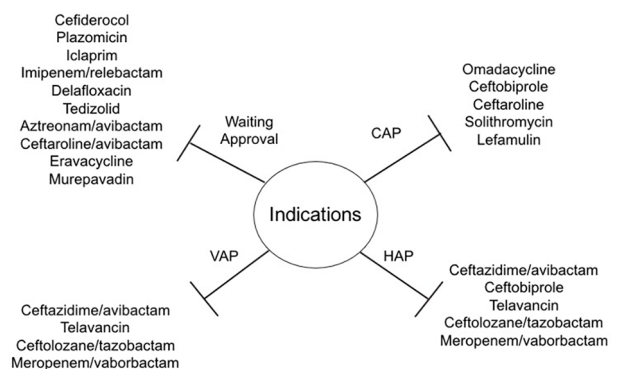 Cefiderocol
Plazomicin
Iclaprim
Imipenem/relebactam
Delafloxacin
Tedizolid
Aztreonam/avibactam
Ceftaroline/avibactam
Eravacycline
Murepavadin
Waiting
Approval
CAP
Omadacycline
Ceftobiprole
Ceftaroline
Solithromycin
Lefamulin
Indications
VAP
HAP
Ceftazidime/avibactam
Telavancin
Ceftolozane/tazobactam
Meropenem/vaborbactam
Ceftazidime/avibactam
Ceftobiprole
Telavancin
Ceftolozane/tazobactam
Meropenem/vaborbactam